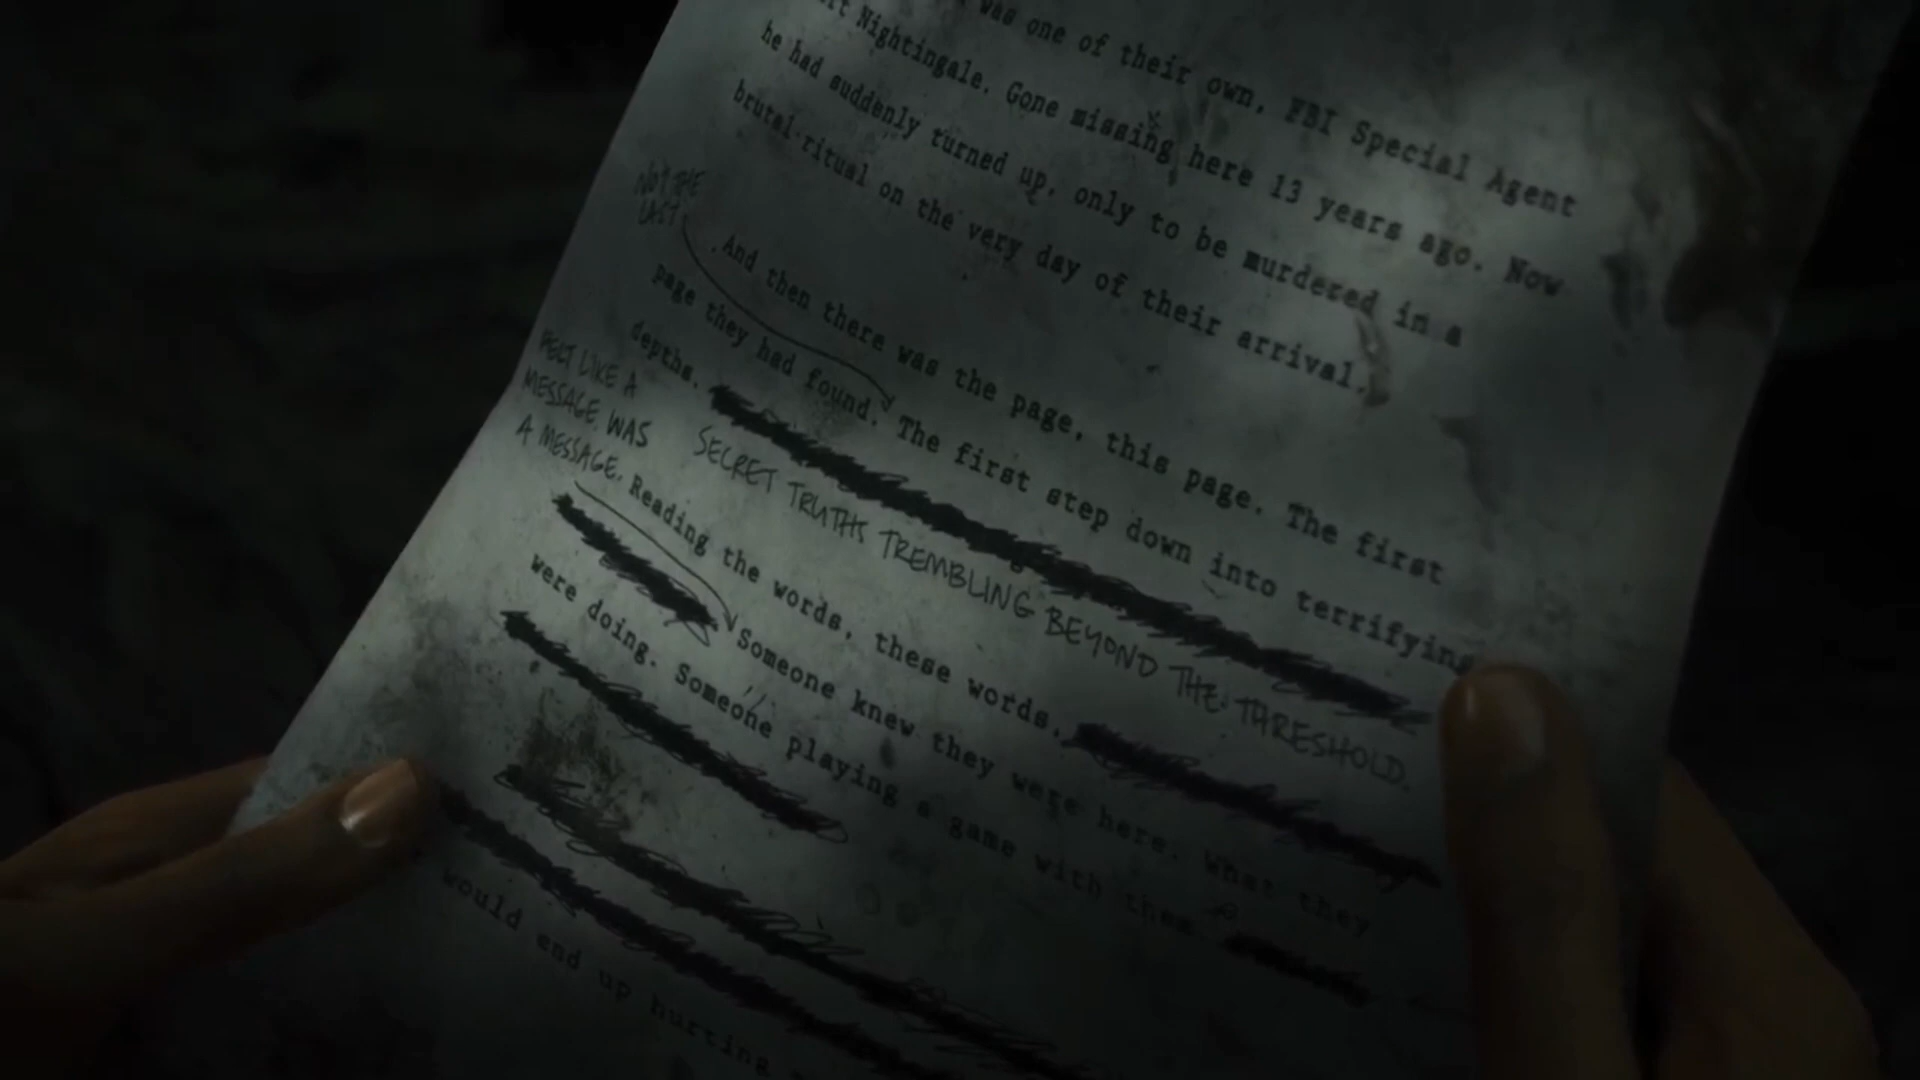 was one of their own, FBI Special Agent
Nightingale. Gone missing here 13 years ago. Now
he had suddenly turned up, only to be murdered in a
brutal ritual on the very day of their arrival.
NOT THE
LAST
And then there was the page, this page. The first
page they had found. The first step down into terrifying
depths.
SECRET TRUTHS TREMBLING BEYOND THE THRESHOLD.
FELT LIKE A
MESSAGE, WAS
A MESSAGE.
Reading the words, these words,
Someone knew they were here. What they
were doing. Someone playing a game with them
would end up hurting